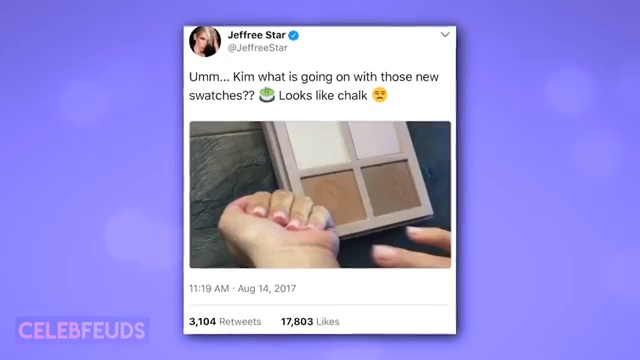 Jeffree Star
@JeffreeStar
Umm... Kim what is going on with those new
swatches?? 🍵 Looks like chalk 😒
11:19 AM · Aug 14, 2017
3,104 Retweets 17,803 Likes
CELEBFEUDS